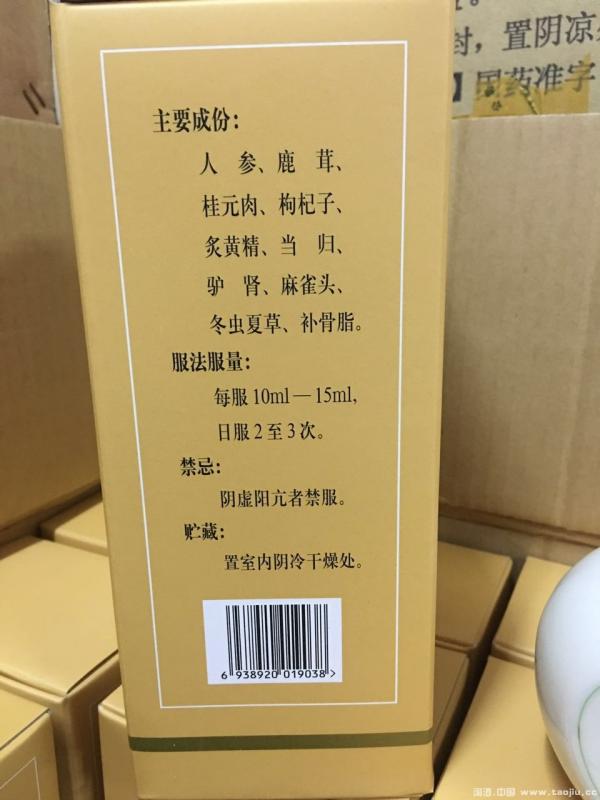 封，置阴凉
】国药准字
主要成份：
人 参、鹿 茸、
桂元肉、枸杞子、
炙黄精、当 归、
驴 肾、麻雀头、
冬虫夏草、补骨脂。
服法服量：
每服10ml—15ml,
日服2至3次。
禁忌：
阴虚阳亢者禁服。
贮藏：
置室内阴冷干燥处。
6 938920 019038 >
淘酒.中国 www.taojiu.cc